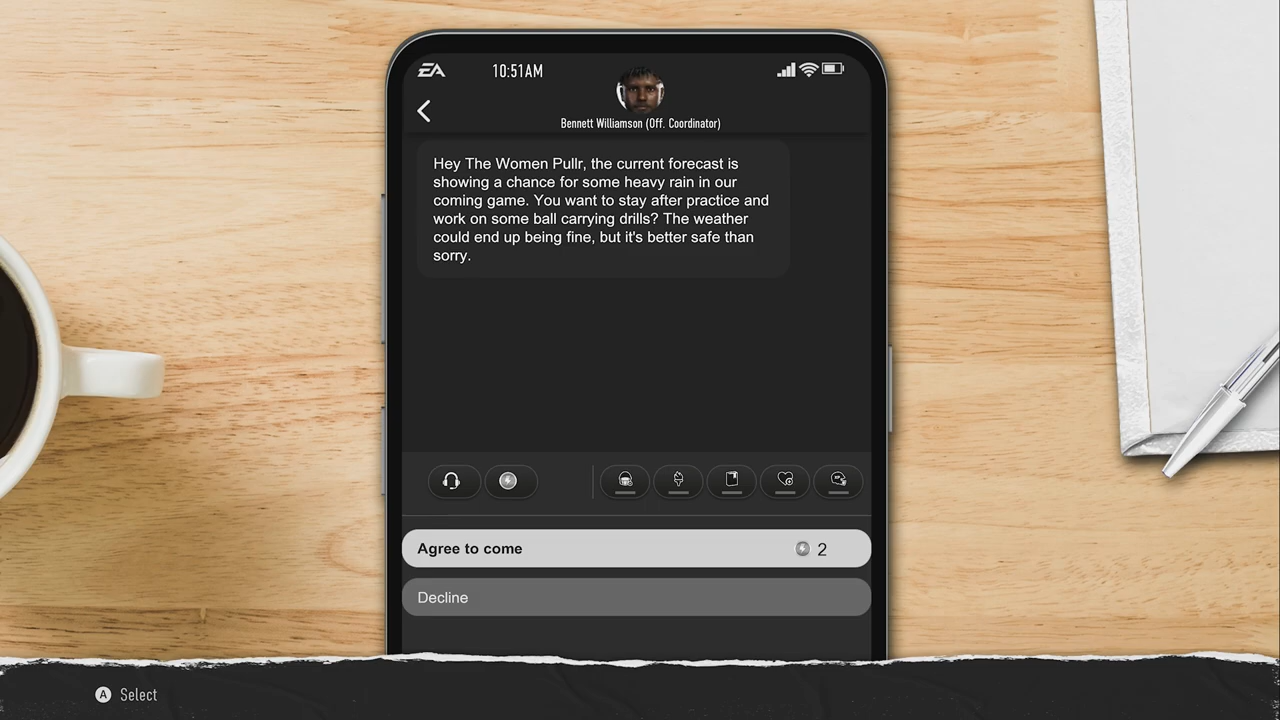 EA
10:51AM
Bennett Williamson (Off. Coordinator)
Hey The Women Pullr, the current forecast is
showing a chance for some heavy rain in our
coming game. You want to stay after practice and
work on some ball carrying drills? The weather
could end up being fine, but it's better safe than
sorry.
Agree to come 2
Decline
A Select